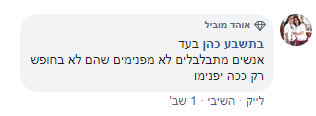 אוהד מוביל
בתשבע כהן בעד
אנשים מתבלבלים לא מפנימים שהם לא בחופש
רק ככה יפנימו
לייק · השיבי · 1 שב'